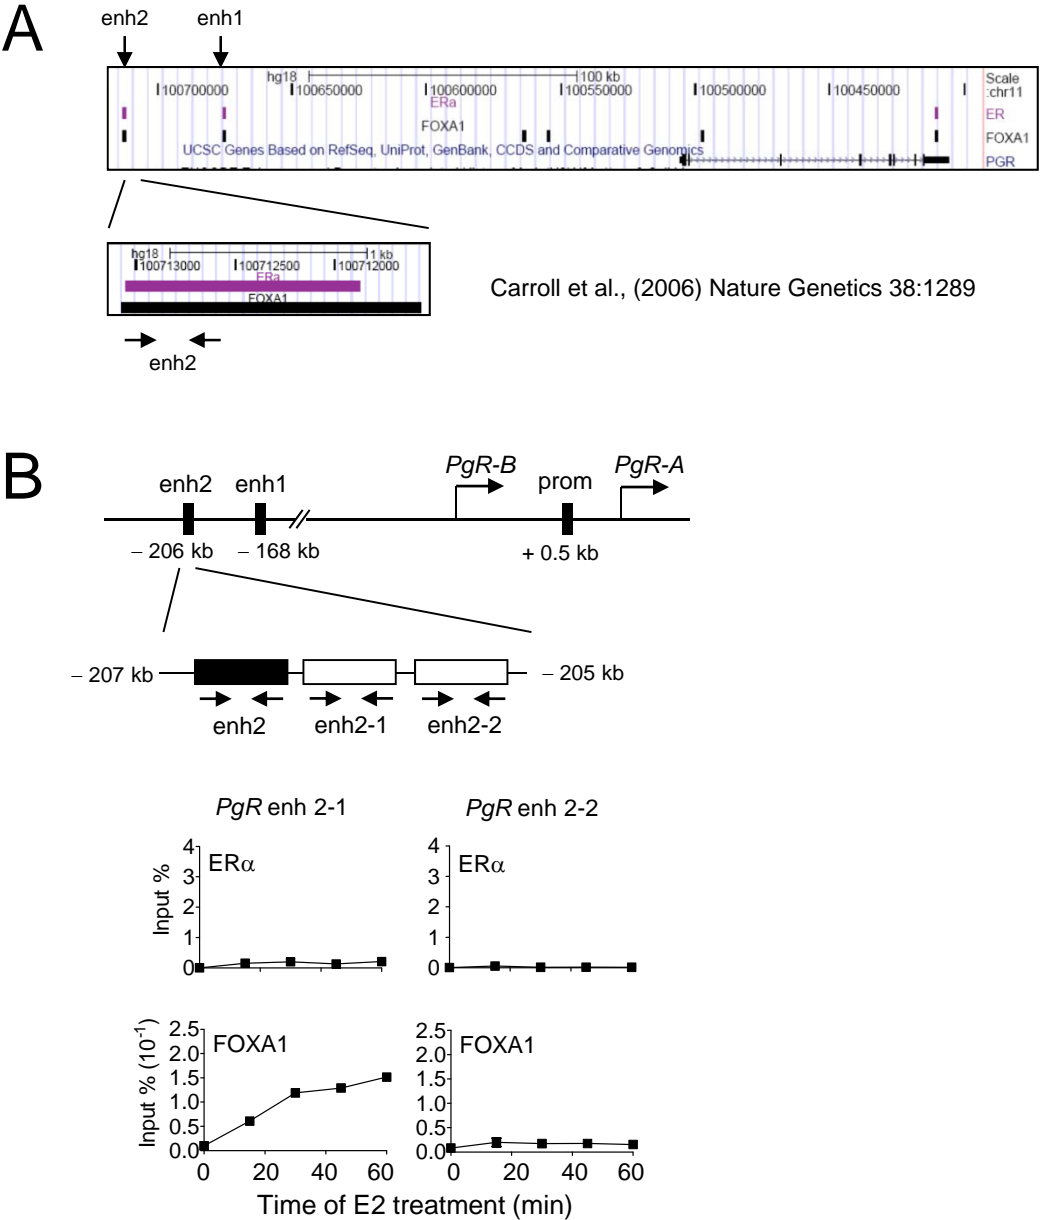 A
enh2 enh1
hg18 100 kb Scale
100700000 100650000 100600000 100550000 100500000 100450000 :chr11
ERa ER
FOXA1 FOXA1
UCSC Genes Based on RefSeq, UniProt, GenBank, CCDS and Comparative Genomics
PGR
hg18 1 kb
100713000 100712500 100712000
ERa
FOXA1
enh2
Carroll et al., (2006) Nature Genetics 38:1289
B
PgR-B PgR-A
enh2 enh1 prom
– 206 kb – 168 kb + 0.5 kb
– 207 kb – 205 kb
enh2 enh2-1 enh2-2
PgR enh 2-1 PgR enh 2-2
Input %
4
3
2
1
0
ERα
4
3
2
1
0
ERα
Input % (10-1)
2.5
2.0
1.5
1.0
0.5
0.0
FOXA1
0 20 40 60
2.5
2.0
1.5
1.0
0.5
0.0
FOXA1
0 20 40 60
Time of E2 treatment (min)